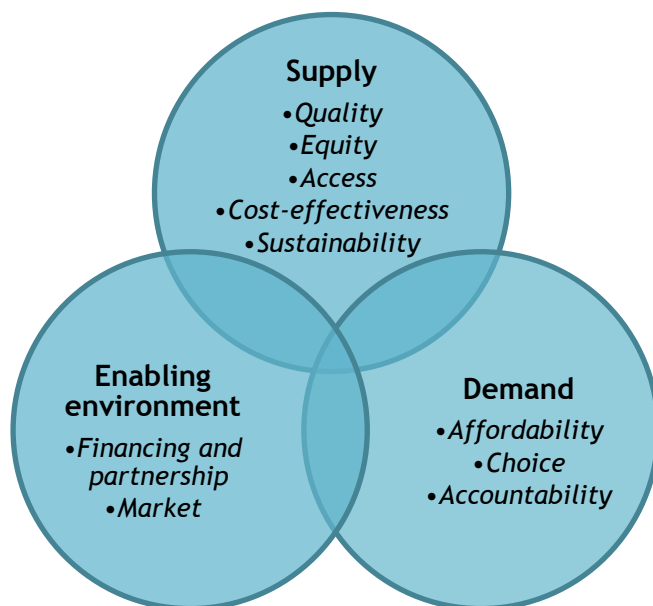 Supply
•Quality
•Equity
•Access
•Cost-effectiveness
•Sustainability
Enabling
environment
•Financing and
partnership
•Market
Demand
•Affordability
•Choice
•Accountability